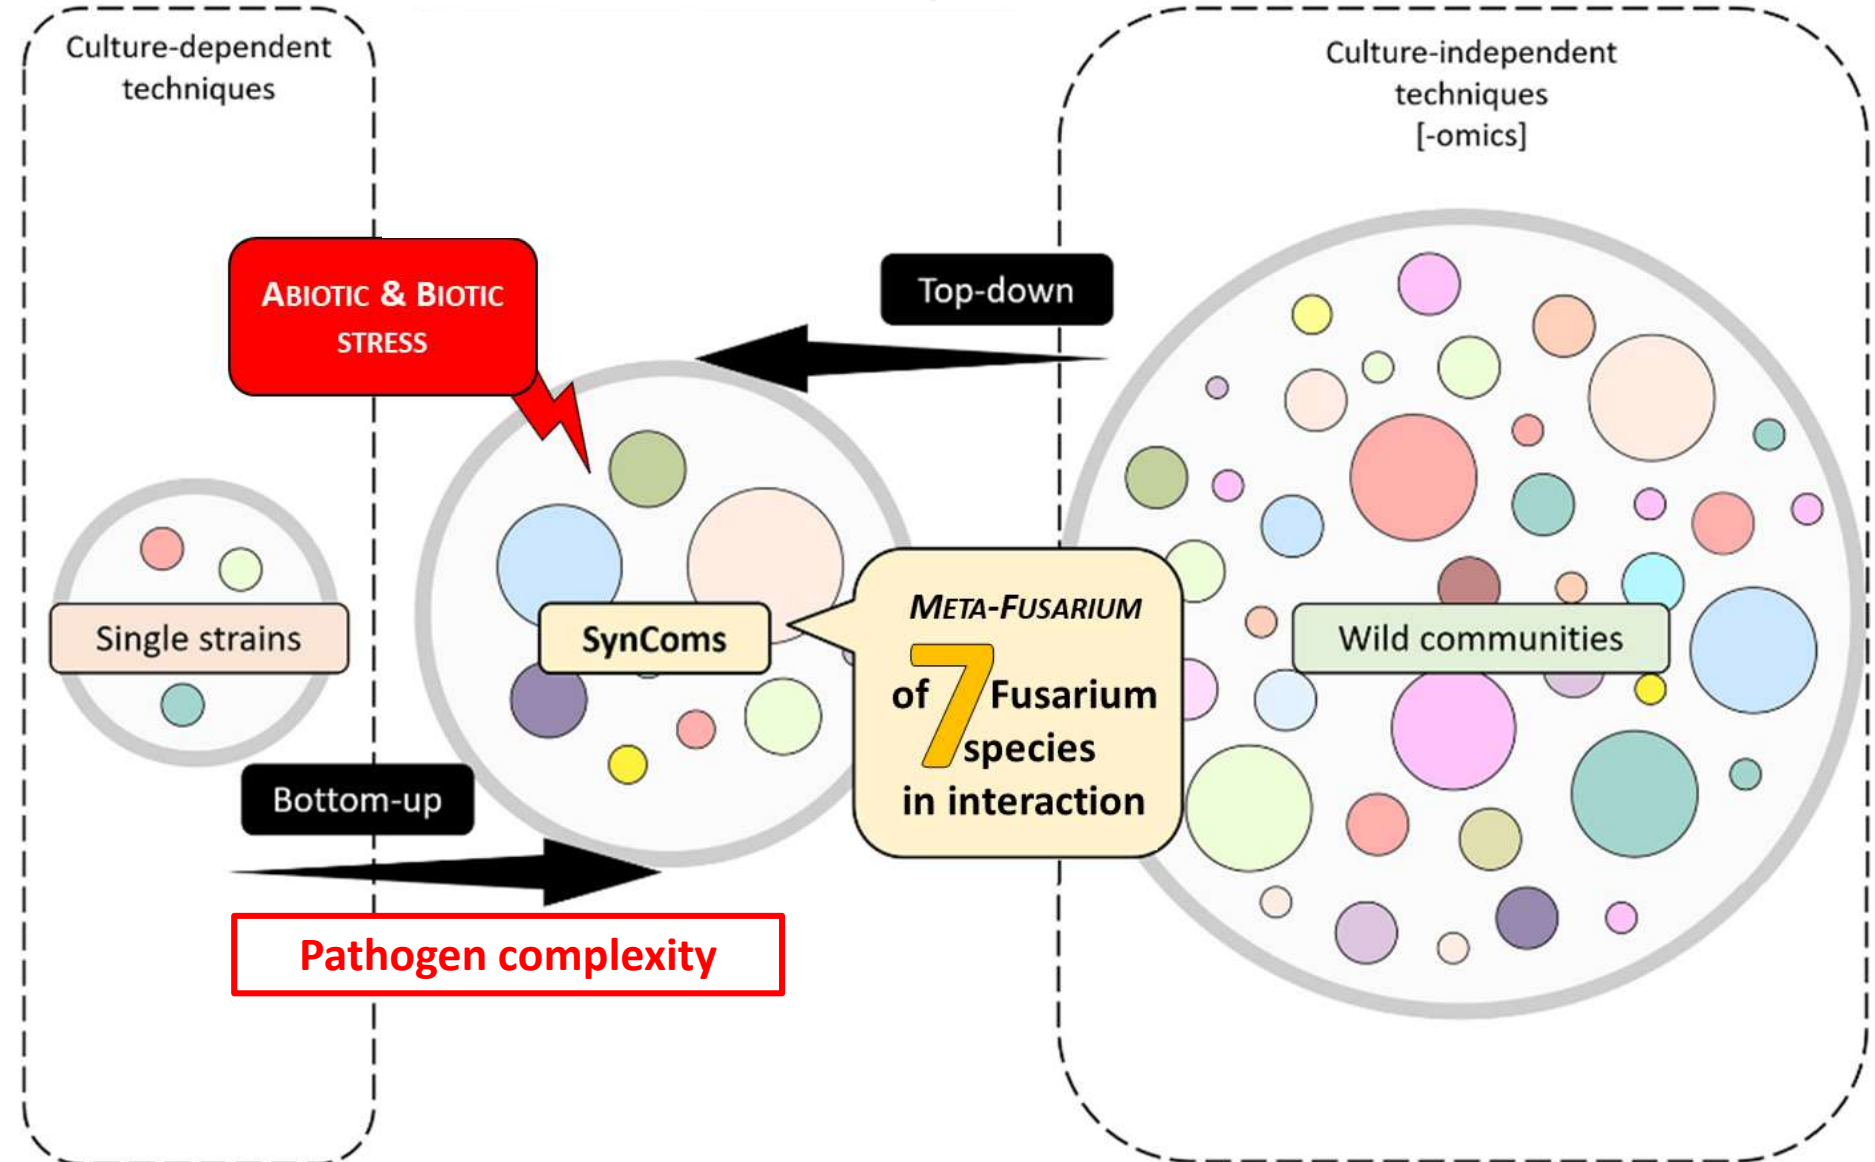 Culture-dependent
techniques
Culture-independent
techniques
[-omics]
ABIOTIC & BIOTIC
STRESS
Top-down
Single strains
SynComs
META-FUSARIUM
of 7 Fusarium
species
in interaction
Wild communities
Bottom-up
Pathogen complexity